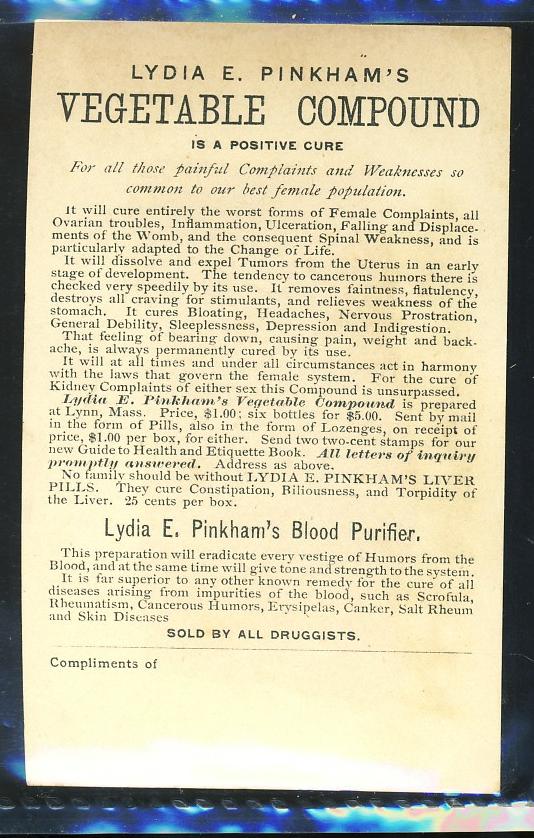 LYDIA E. PINKHAM'S
VEGETABLE COMPOUND
IS A POSITIVE CURE
For all those painful Complaints and Weaknesses so
common to our best female population.
It will cure entirely the worst forms of Female Complaints, all
Ovarian troubles, Inflammation, Ulceration, Falling and Displace-
ments of the Womb, and the consequent Spinal Weakness, and is
particularly adapted to the Change of Life.
It will dissolve and expel Tumors from the Uterus in an early
stage of development. The tendency to cancerous humors there is
checked very speedily by its use. It removes faintness, flatulency,
destroys all craving for stimulants, and relieves weakness of the
stomach. It cures Bloating, Headaches, Nervous Prostration,
General Debility, Sleeplessness, Depression and Indigestion.
That feeling of bearing down, causing pain, weight and back-
ache, is always permanently cured by its use.
It will at all times and under all circumstances act in harmony
with the laws that govern the female system. For the cure of
Kidney Complaints of either sex this Compound is unsurpassed.
Lydia E. Pinkham's Vegetable Compound is prepared
at Lynn, Mass. Price, $1.00; six bottles for $5.00. Sent by mail
in the form of Pills, also in the form of Lozenges, on receipt of
price, $1.00 per box, for either. Send two two-cent stamps for our
new Guide to Health and Etiquette Book. All letters of inquiry
promptly answered. Address as above.
No family should be without LYDIA E. PINKHAM'S LIVER
PILLS. They cure Constipation, Biliousness, and Torpidity of
the Liver. 25 cents per box.
Lydia E. Pinkham's Blood Purifier.
This preparation will eradicate every vestige of Humors from the
Blood, and at the same time will give tone and strength to the system.
It is far superior to any other known remedy for the cure of all
diseases arising from impurities of the blood, such as Scrofula,
Rheumatism, Cancerous Humors, Erysipelas, Canker, Salt Rheum
and Skin Diseases
SOLD BY ALL DRUGGISTS.
Compliments of